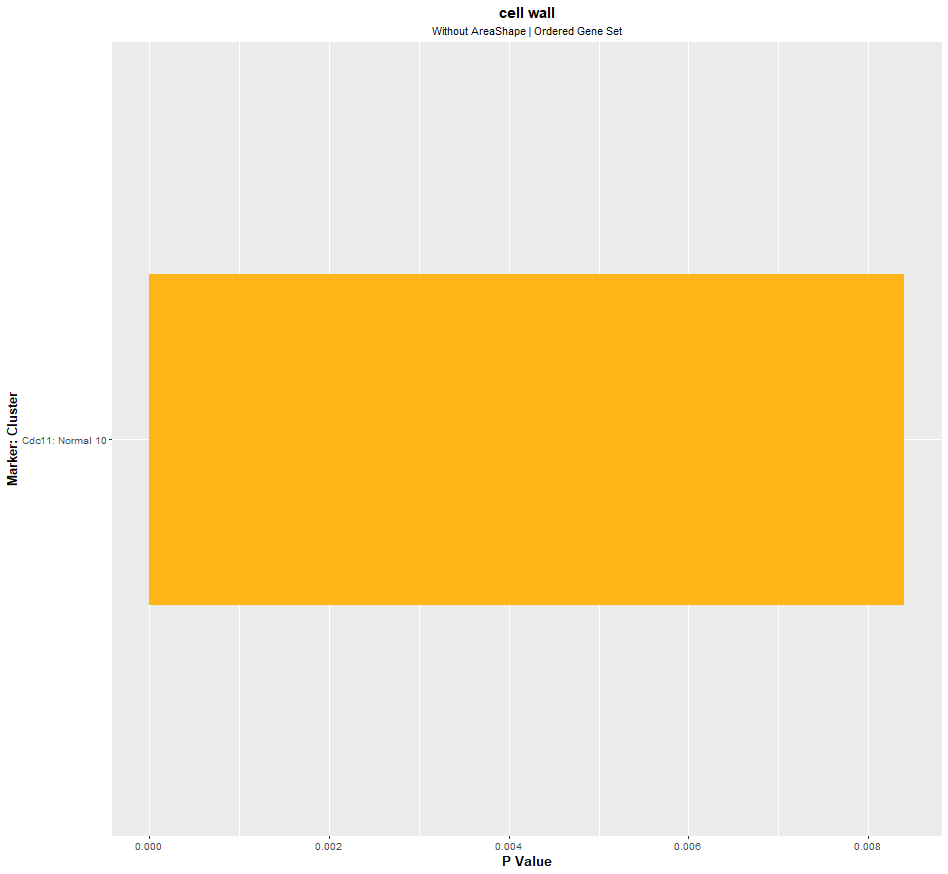 cell wall
Without AreaShape | Ordered Gene Set
Marker: Cluster
Cdc11: Normal 10
0.000
0.002
0.004
0.006
0.008
P Value